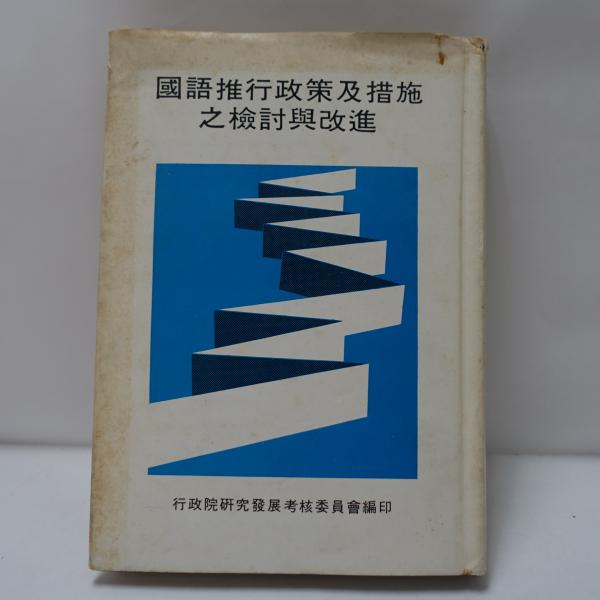 國語推行政策及措施
之檢討與改進
行政院研究發展考核委員會編印